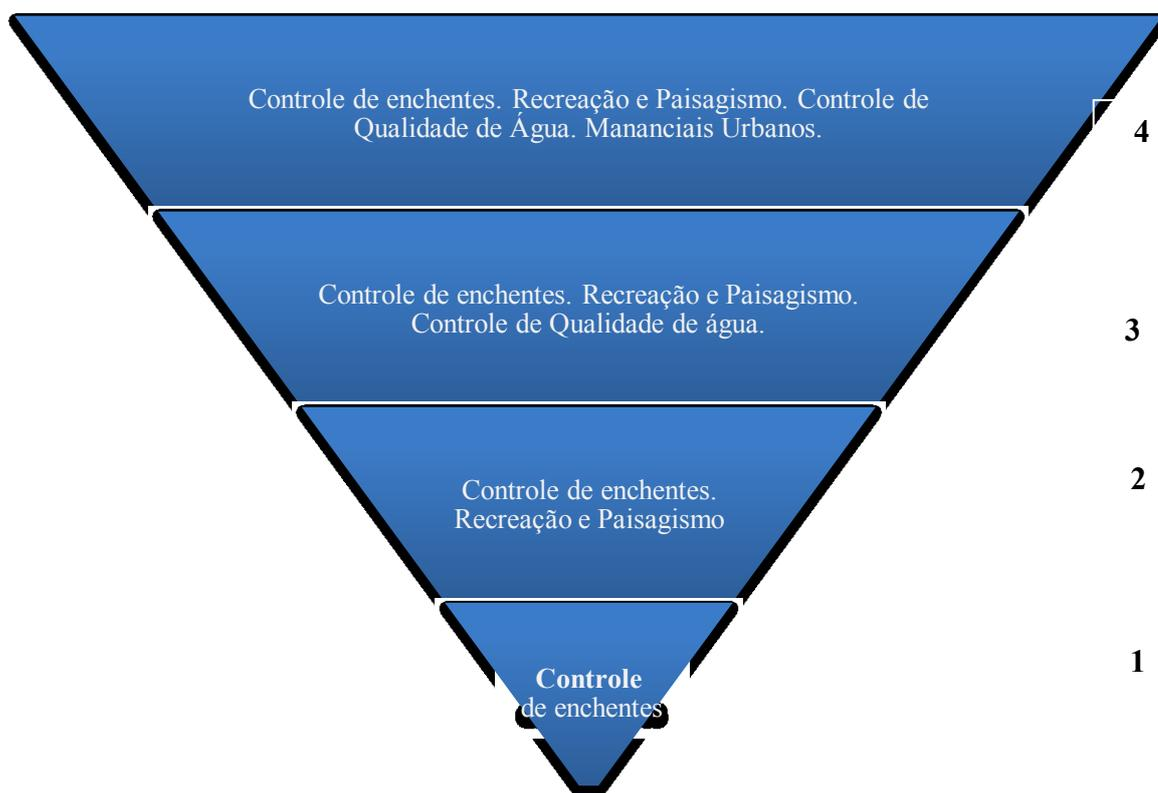 Controle de enchentes. Recreação e Paisagismo. Controle de
Qualidade de Água. Mananciais Urbanos.
4
Controle de enchentes. Recreação e Paisagismo.
Controle de Qualidade de água.
3
Controle de enchentes.
Recreação e Paisagismo
2
Controle
de enchentes
1